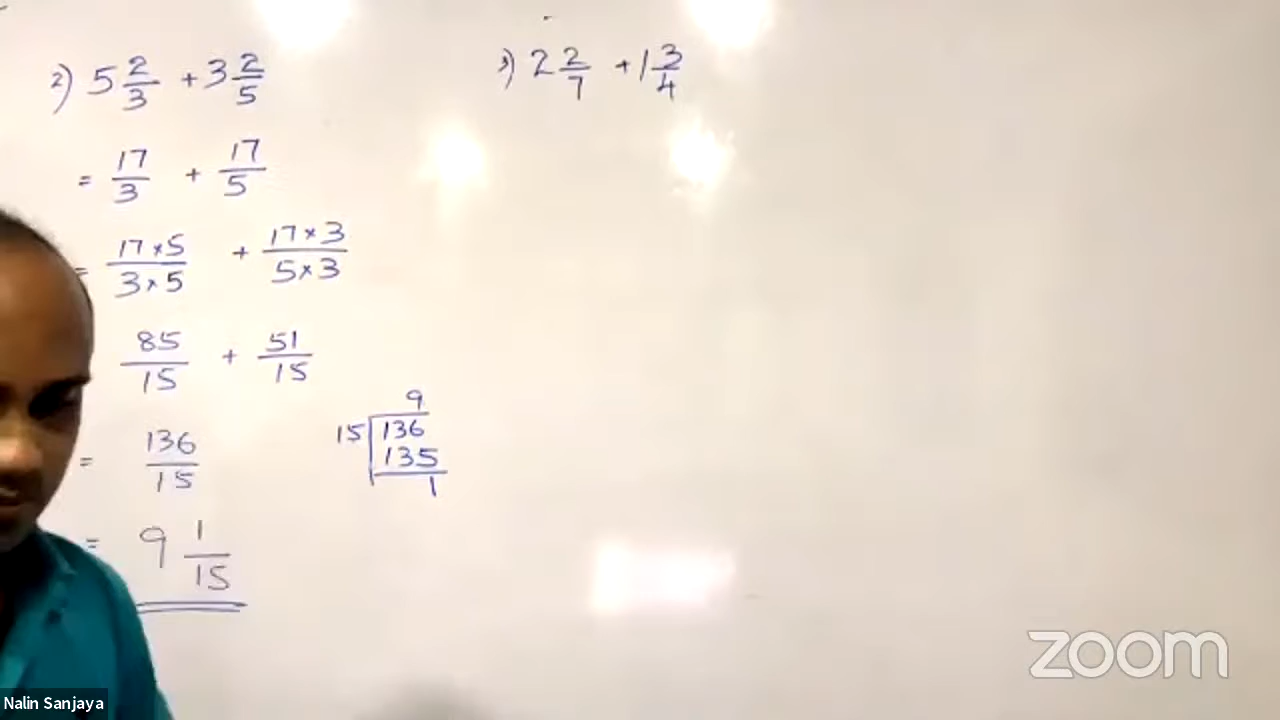 2) 5 2/3 + 3 2/5
= 17/3 + 17/5
= 17×5/3×5 + 17×3/5×3
85/15 + 51/15
= 136/15
= 9 1/15
9
15 136
135
1
3) 2 2/7 + 1 3/4
zoom
Nalin Sanjaya